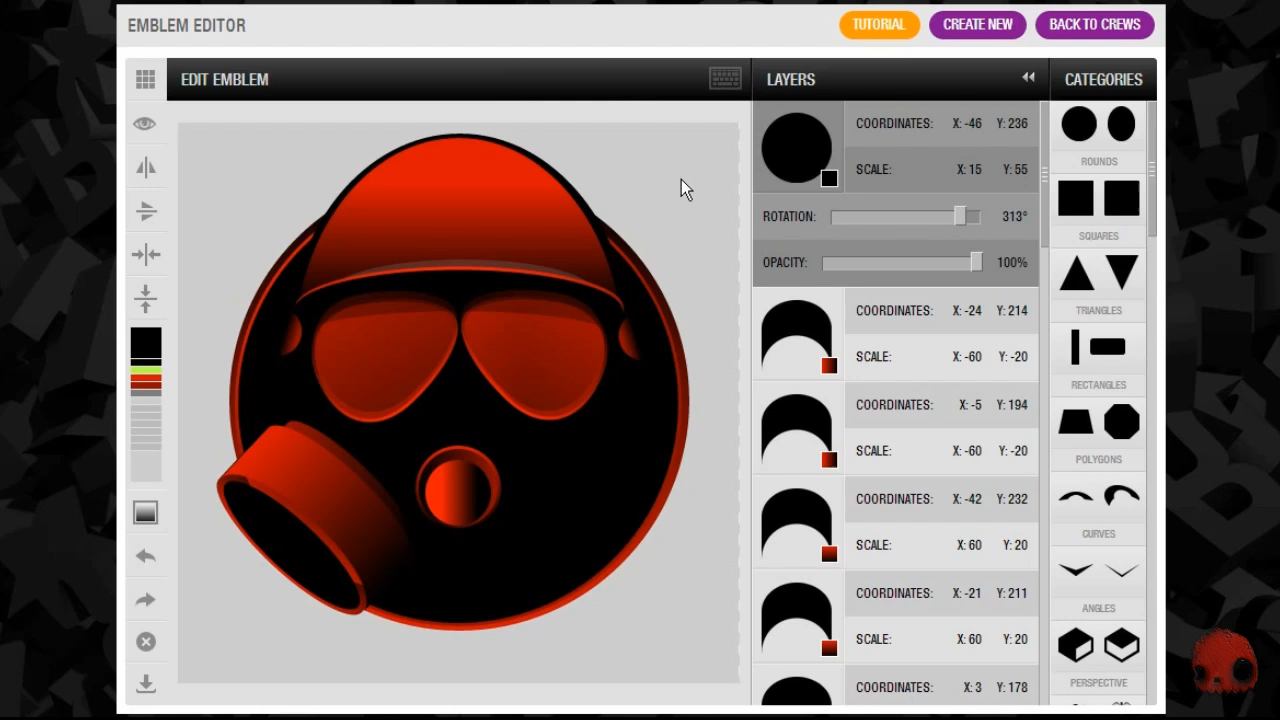 EMBLEM EDITOR
TUTORIAL
CREATE NEW
BACK TO CREWS
EDIT EMBLEM
LAYERS
CATEGORIES
COORDINATES: X: -46 Y: 236
SCALE: X: 15 Y: 55
ROTATION: 313°
OPACITY: 100%
COORDINATES: X: -24 Y: 214
SCALE: X: -60 Y: -20
COORDINATES: X: -5 Y: 194
SCALE: X: -60 Y: -20
COORDINATES: X: -42 Y: 232
SCALE: X: 60 Y: 20
COORDINATES: X: -21 Y: 211
SCALE: X: 60 Y: 20
COORDINATES: X: 3 Y: 178
ROUNDS
SQUARES
TRIANGLES
RECTANGLES
POLYGONS
CURVES
ANGLES
PERSPECTIVE